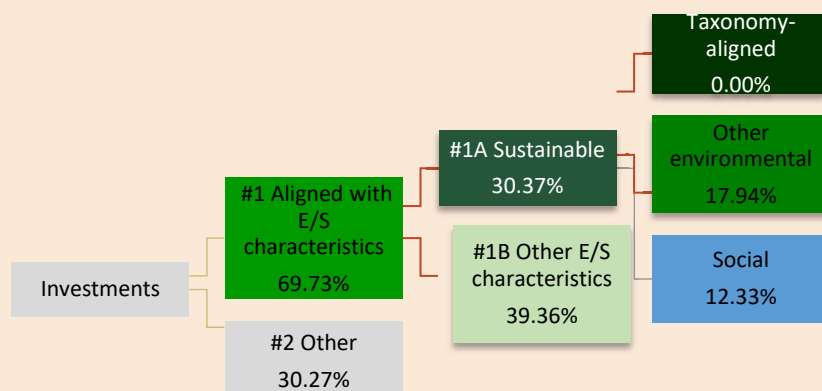 Taxonomy-
aligned
0.00%
#1A Sustainable
30.37%
Other
environmental
17.94%
#1 Aligned with
E/S
characteristics
69.73%
#1B Other E/S
characteristics
39.36%
Social
12.33%
Investments
#2 Other
30.27%